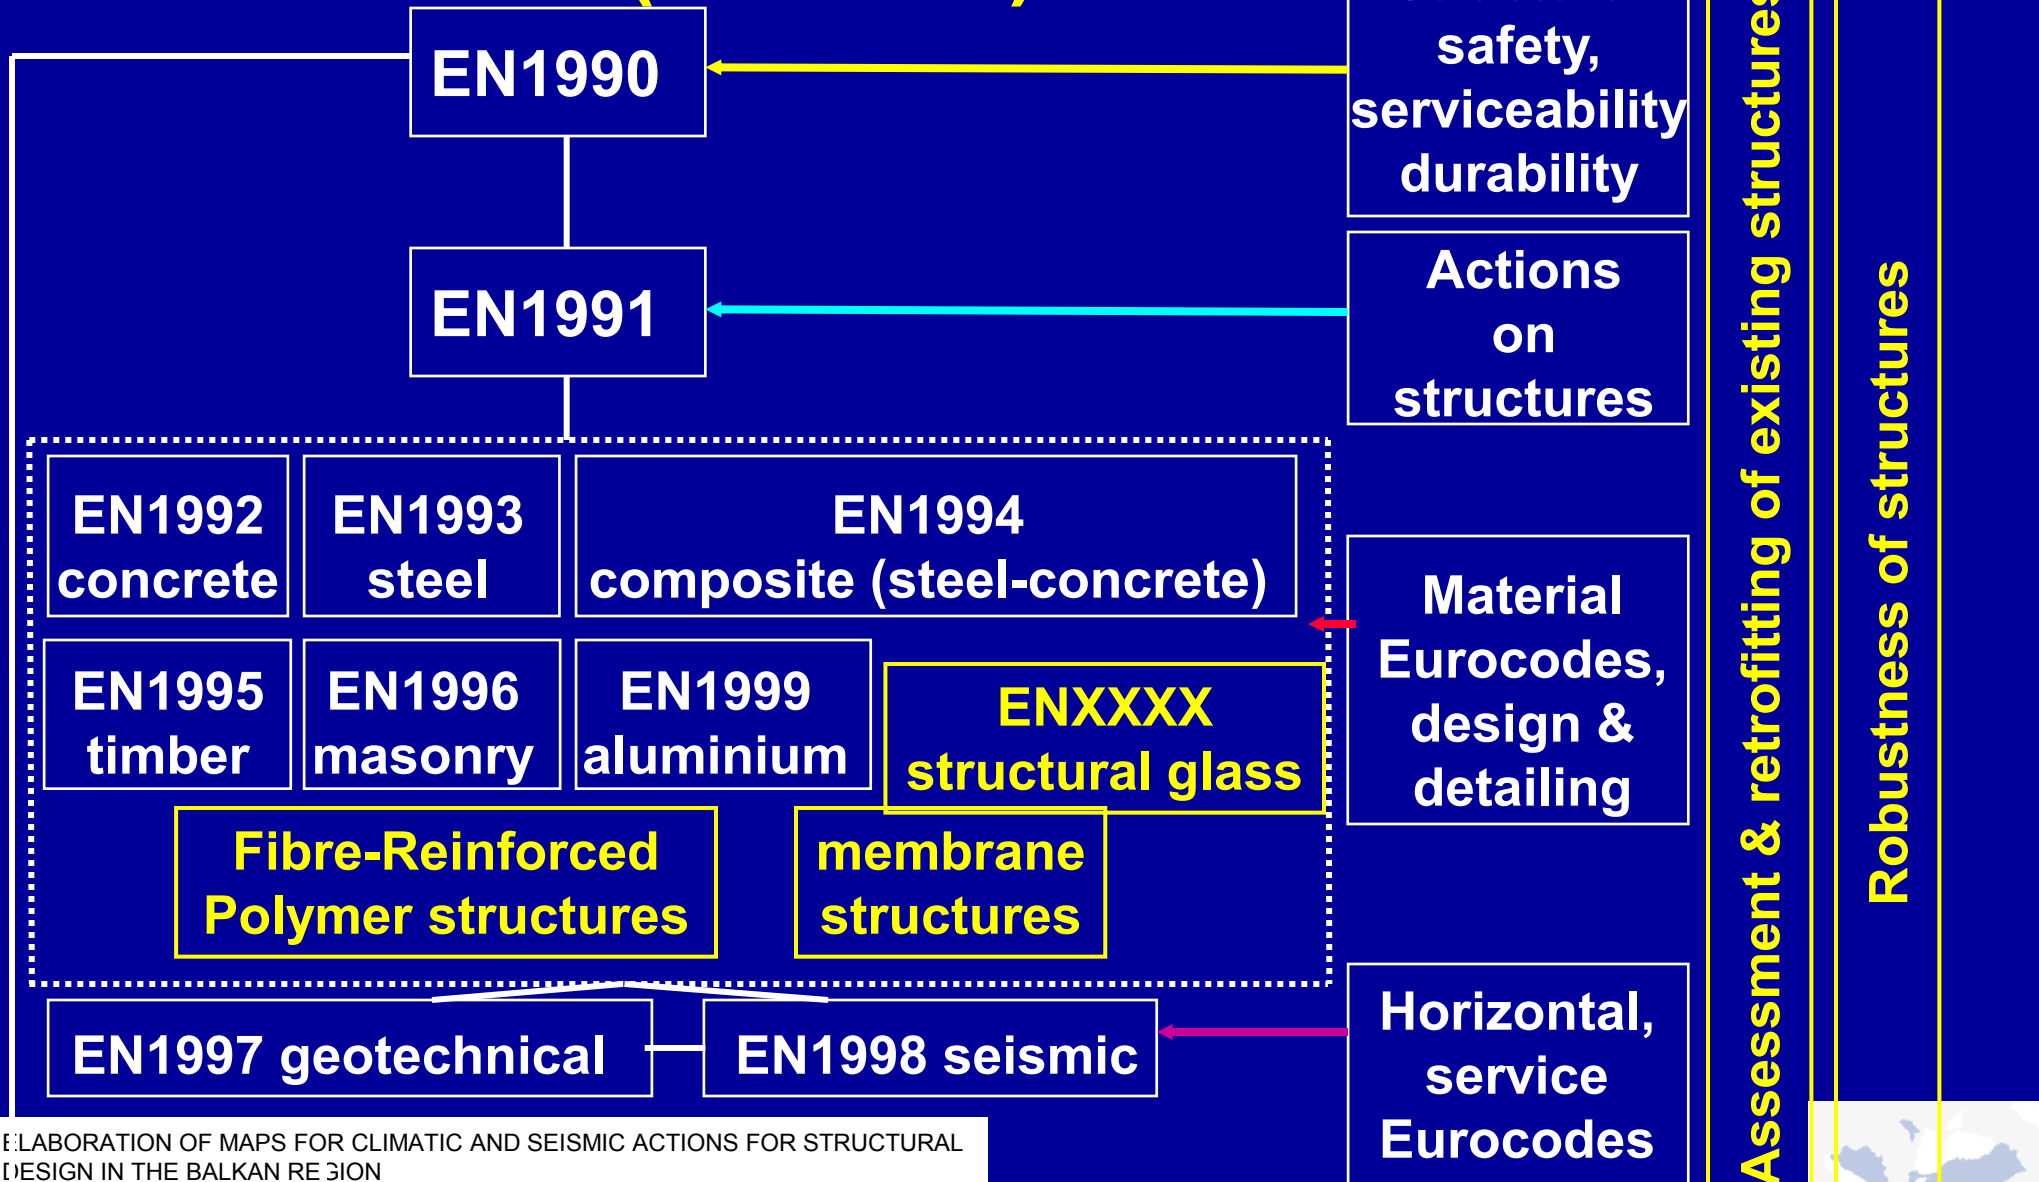 EN1990
safety,
serviceability
durability
EN1991
Actions
on
structures
EN1992
concrete
EN1993
steel
EN1994
composite (steel-concrete)
EN1995
timber
EN1996
masonry
EN1999
aluminium
ENXXXX
structural glass
Fibre-Reinforced
Polymer structures
membrane
structures
Material
Eurocodes,
design &
detailing
EN1997 geotechnical
EN1998 seismic
Horizontal,
service
Eurocodes
Assessment & retrofitting of existing structures
Robustness of structures
ELABORATION OF MAPS FOR CLIMATIC AND SEISMIC ACTIONS FOR STRUCTURAL
DESIGN IN THE BALKAN REGION